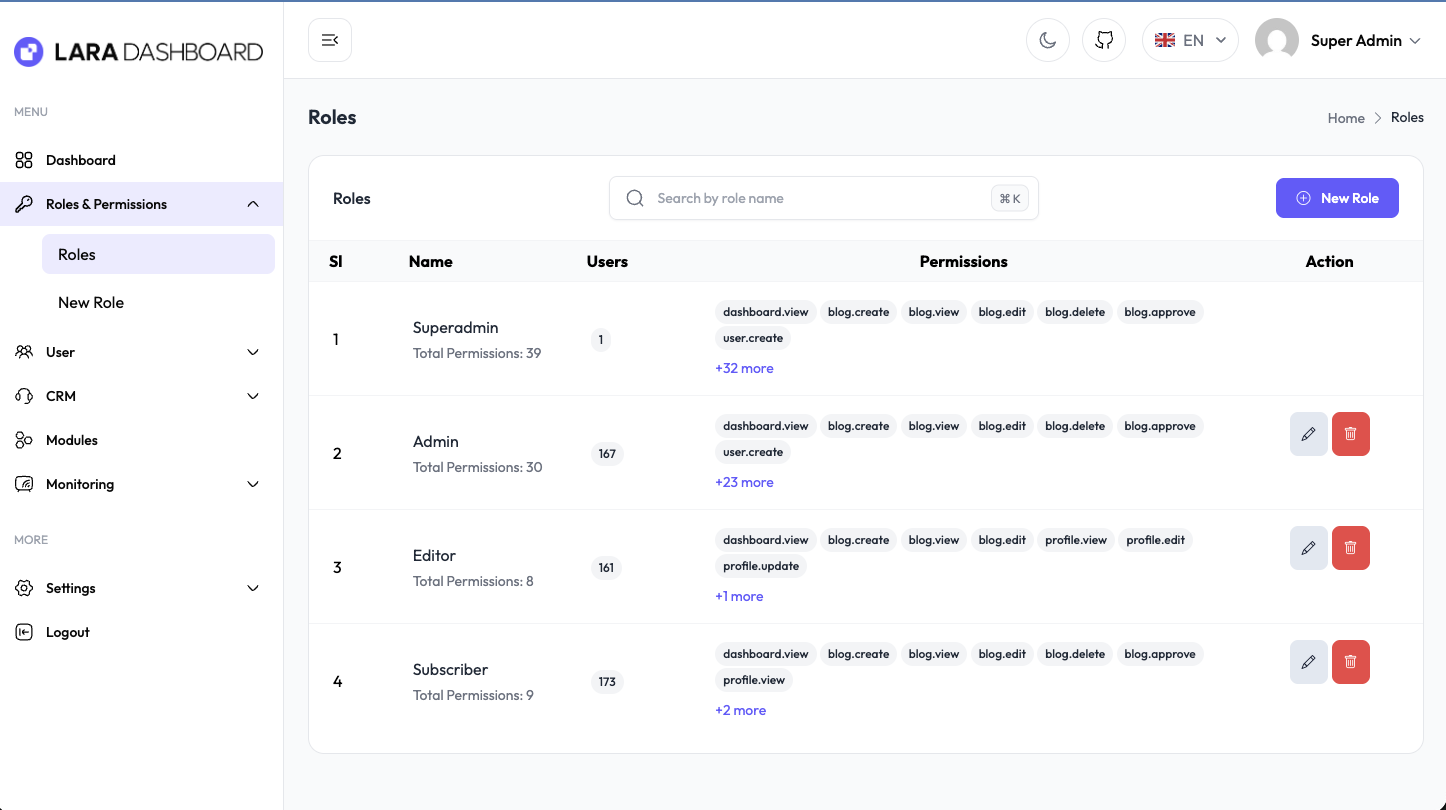 LARA DASHBOARD
EN
Super Admin
MENU
Dashboard
Roles & Permissions
Roles
New Role
User
CRM
Modules
Monitoring
MORE
Settings
Logout
Roles
Home > Roles
Roles
Search by role name
⌘ K
New Role
Sl Name Users Permissions Action
1 Superadmin 1
Total Permissions: 39
dashboard.view blog.create blog.view blog.edit blog.delete blog.approve
user.create
+32 more
2 Admin 167
Total Permissions: 30
dashboard.view blog.create blog.view blog.edit blog.delete blog.approve
user.create
+23 more
3 Editor 161
Total Permissions: 8
dashboard.view blog.create blog.view blog.edit profile.view profile.edit
profile.update
+1 more
4 Subscriber 173
Total Permissions: 9
dashboard.view blog.create blog.view blog.edit blog.delete blog.approve
profile.view
+2 more